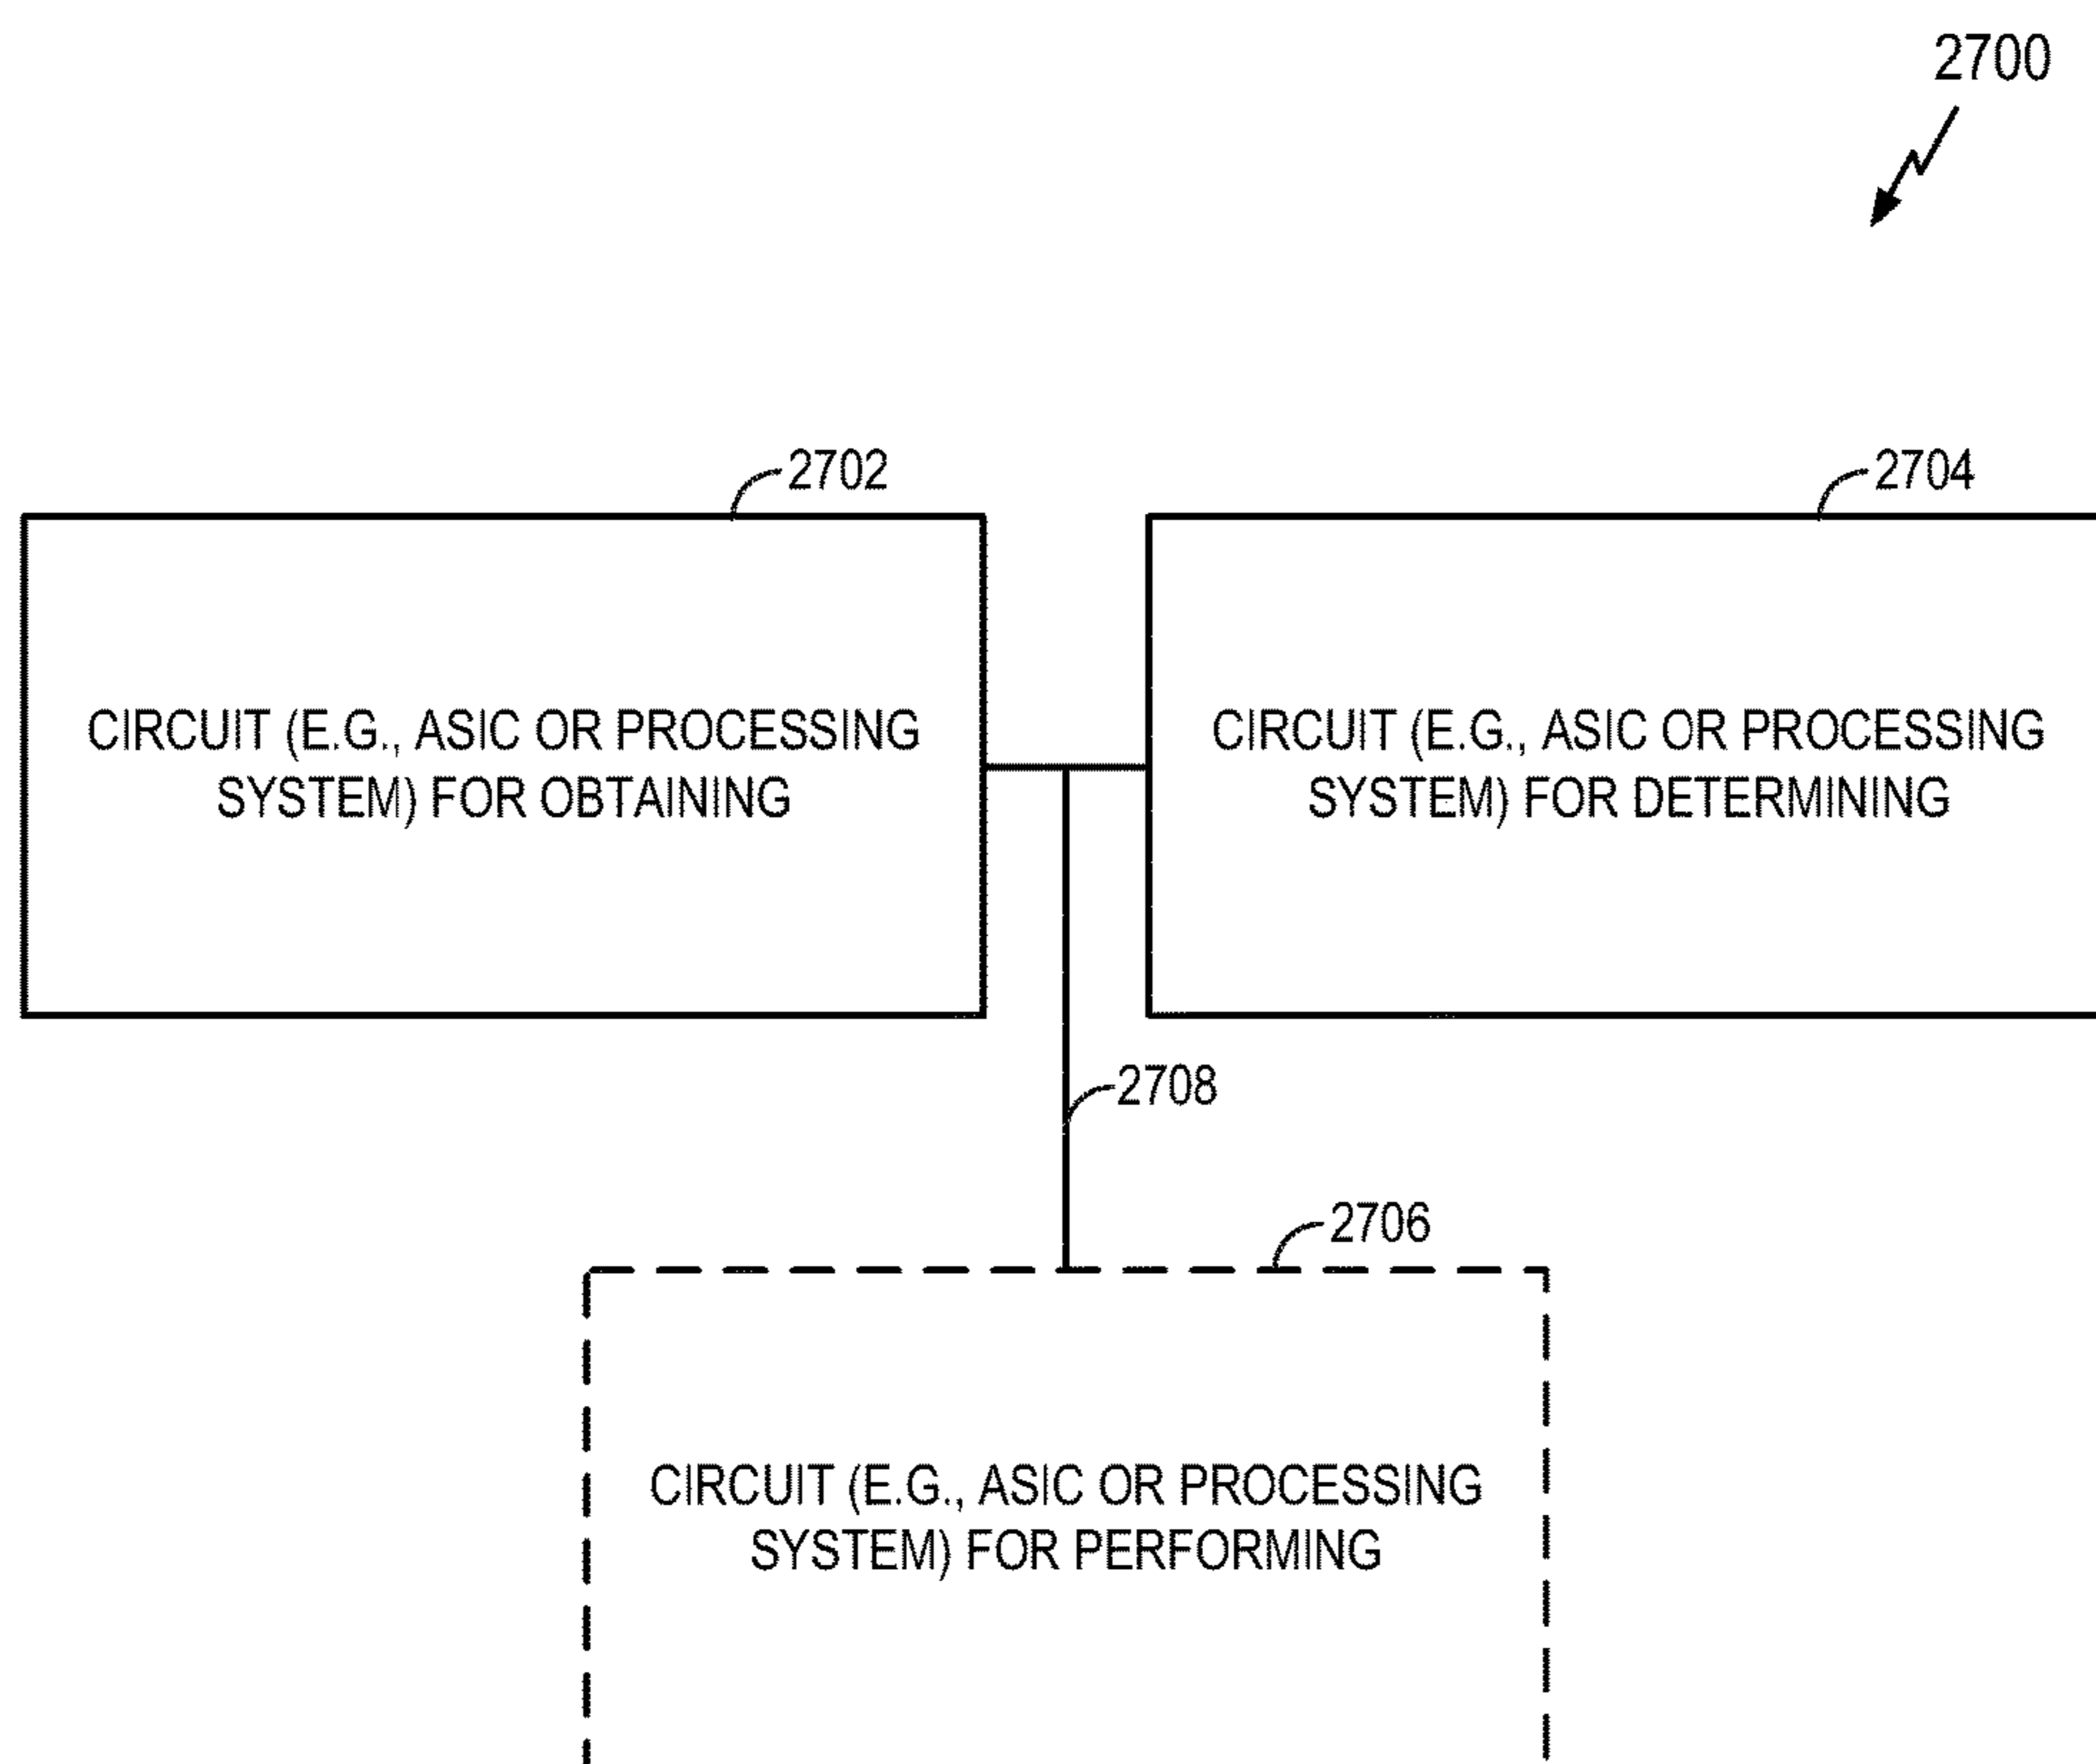 2700
2702
2704
CIRCUIT (E.G., ASIC OR PROCESSING
SYSTEM) FOR OBTAINING
CIRCUIT (E.G., ASIC OR PROCESSING
SYSTEM) FOR DETERMINING
2708
2706
CIRCUIT (E.G., ASIC OR PROCESSING
SYSTEM) FOR PERFORMING